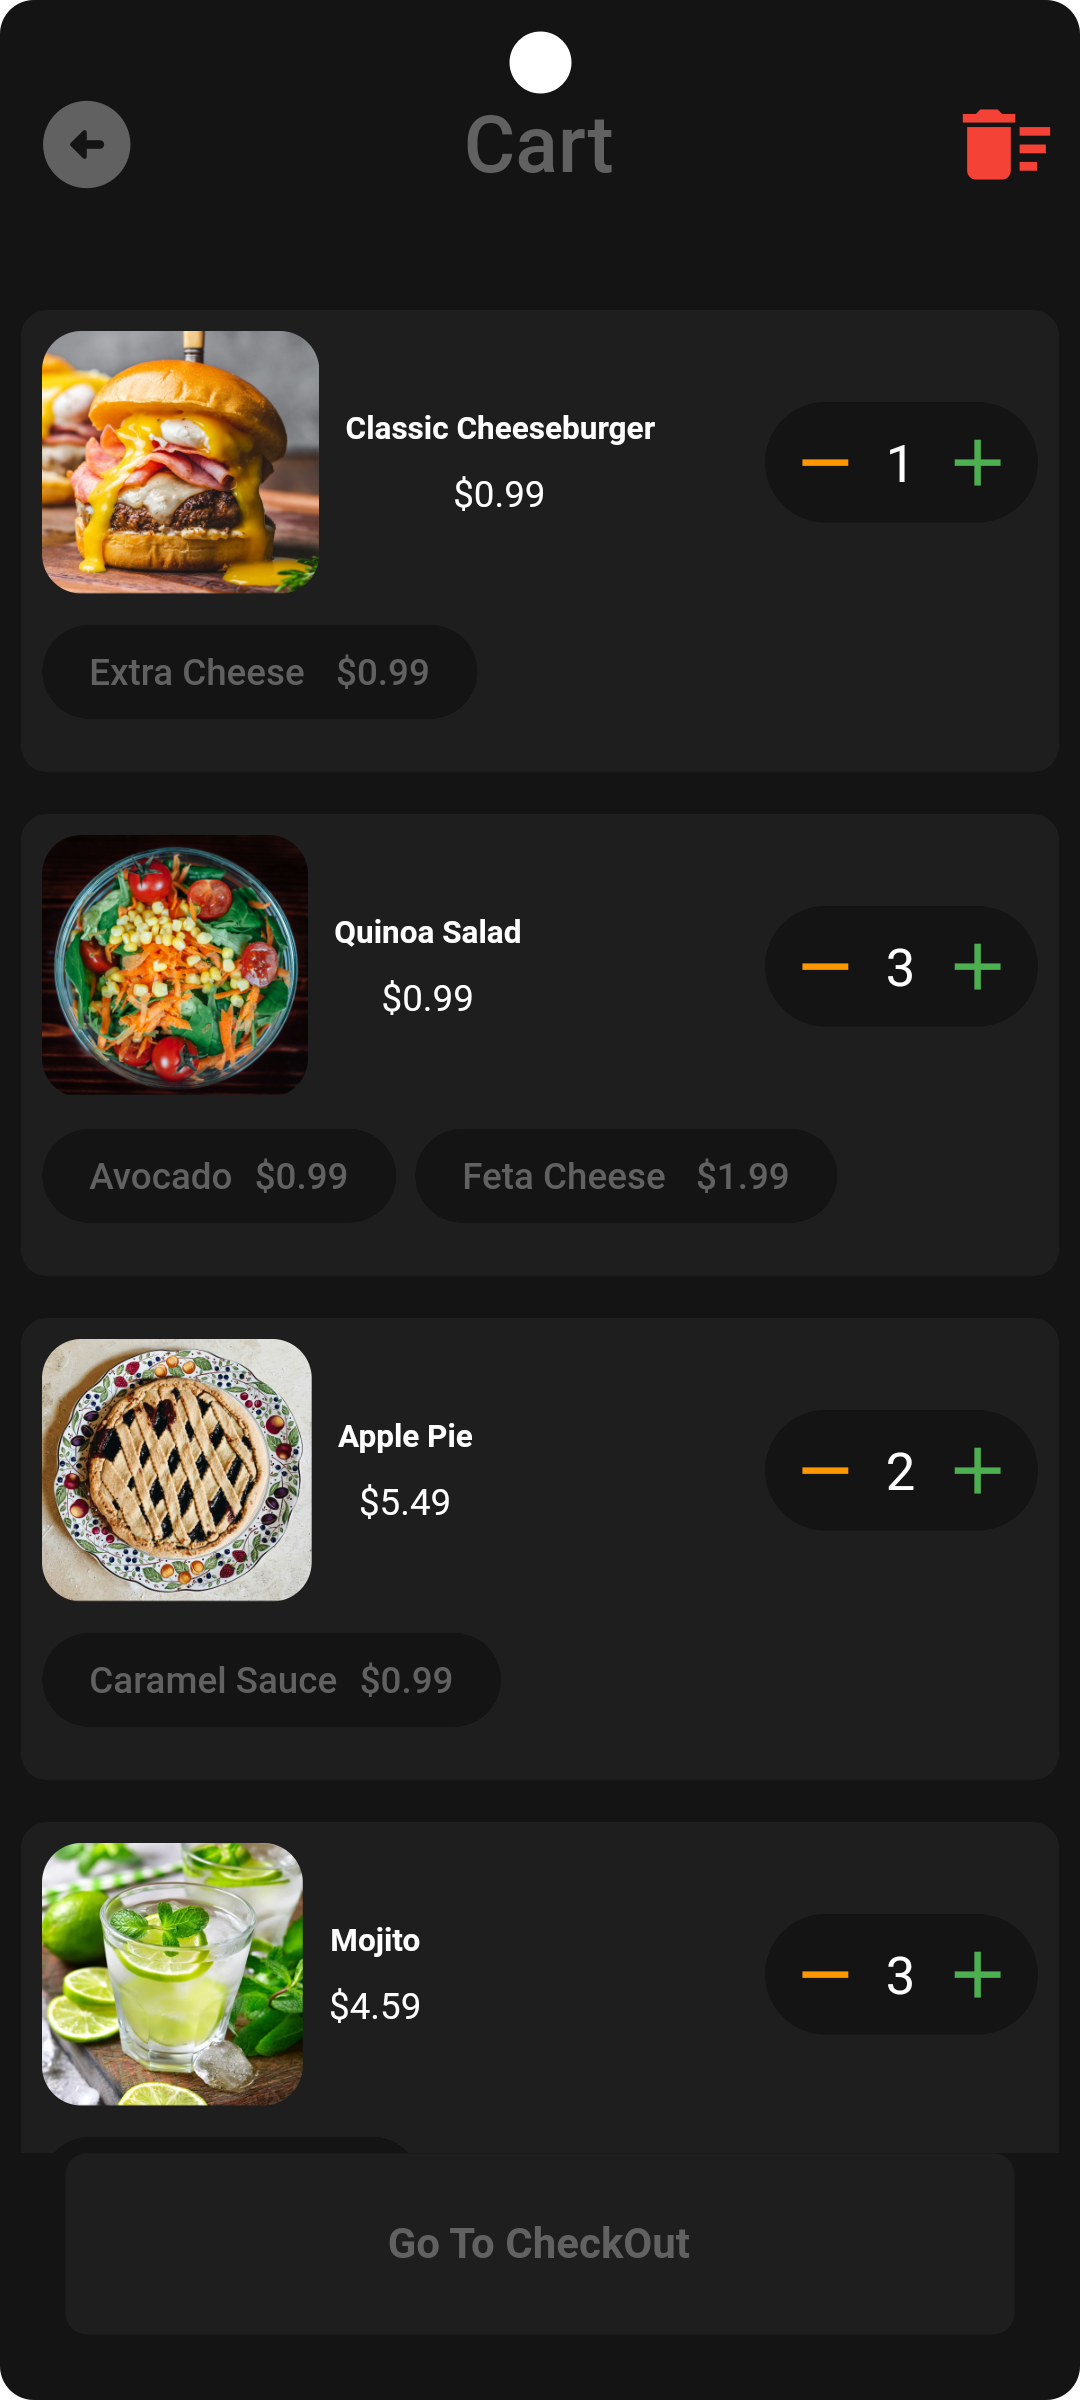 Cart
Classic Cheeseburger
$0.99
1
Extra Cheese $0.99
Quinoa Salad
$0.99
3
Avocado $0.99 Feta Cheese $1.99
Apple Pie
$5.49
2
Caramel Sauce $0.99
Mojito
$4.59
3
Go To CheckOut